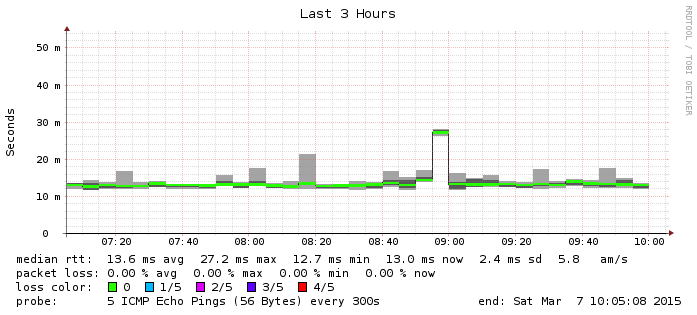 Last 3 Hours
RRDTOOL / TOBI OETIKER
Seconds
50 m
40 m
30 m
20 m
10 m
0
07:20 07:40 08:00 08:20 08:40 09:00 09:20 09:40 10:00
median rtt: 13.6 ms avg 27.2 ms max 12.7 ms min 13.0 ms now 2.4 ms sd 5.8 am/s
packet loss: 0.00 % avg 0.00 % max 0.00 % min 0.00 % now
loss color: 0 1/5 2/5 3/5 4/5
probe: 5 ICMP Echo Pings (56 Bytes) every 300s end: Sat Mar 7 10:05:08 2015